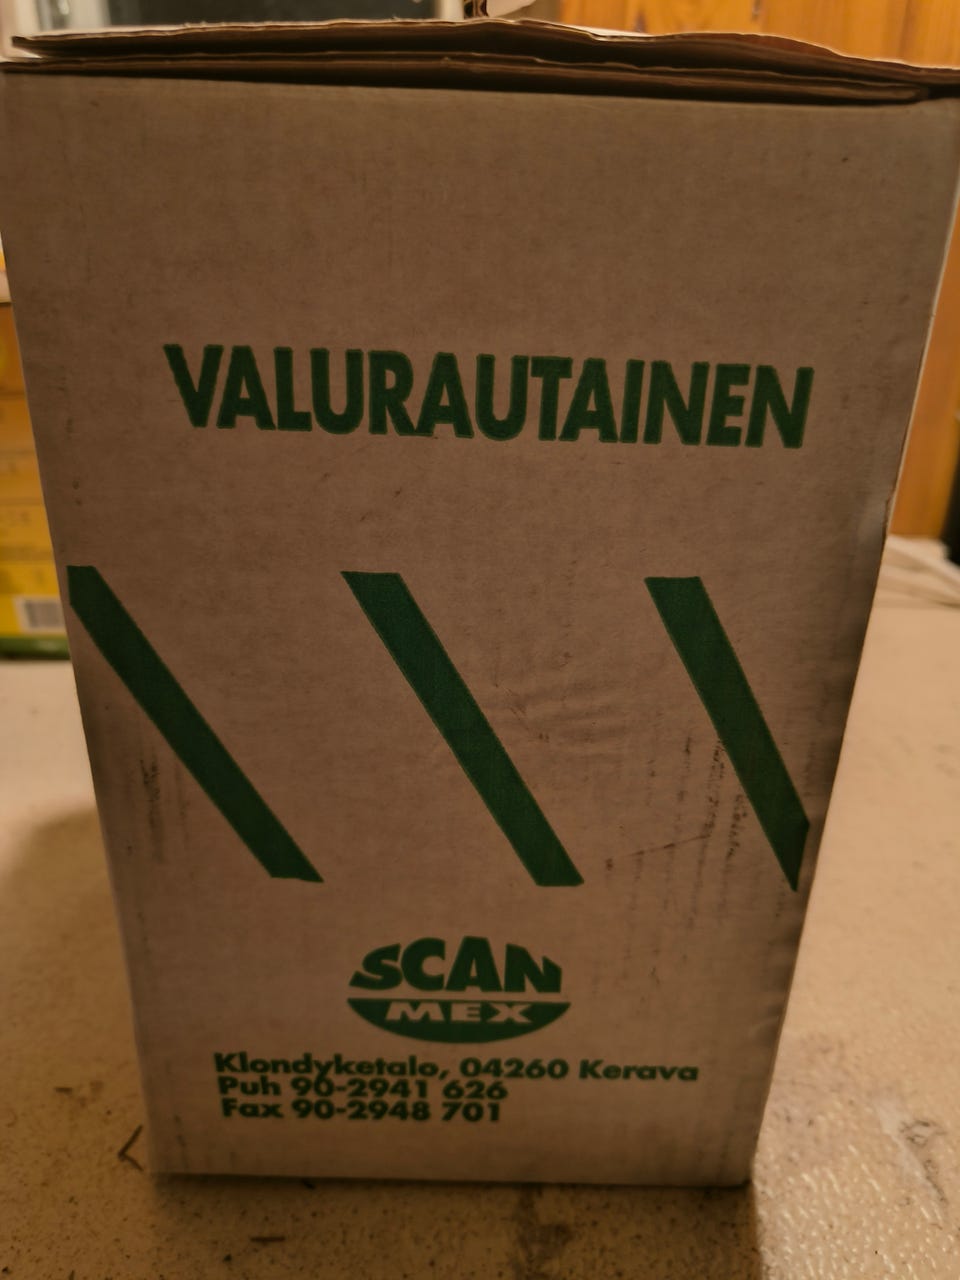 VALURAUTAINEN
SCAN
MEX
Klondyketalo, 04260 Kerava
Puh 90-2941 626
Fax 90-2948 701